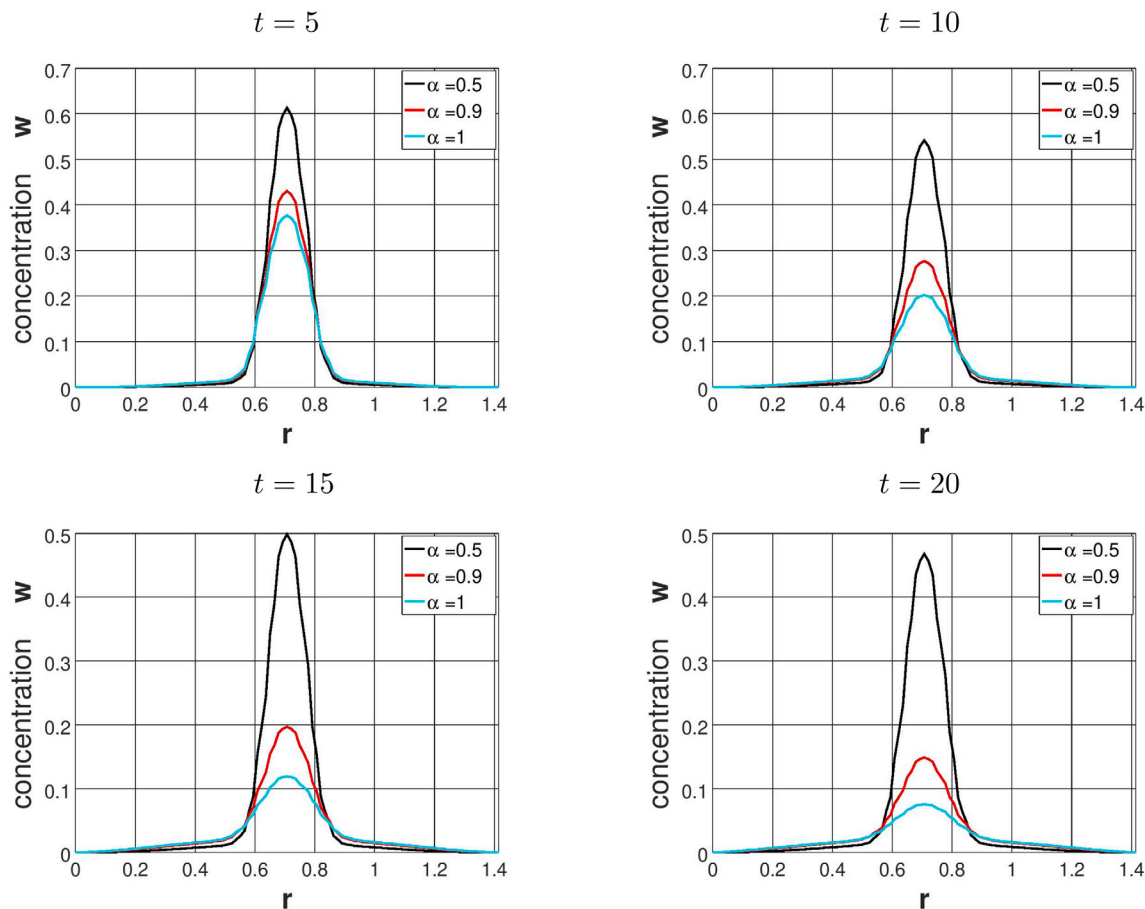 t = 5
0.7
0.6
0.5
0.4
0.3
0.2
0.1
0
concentration w
α =0.5
α =0.9
α =1
0 0.2 0.4 0.6 0.8 1 1.2 1.4
r
t = 10
0.7
0.6
0.5
0.4
0.3
0.2
0.1
0
concentration w
α =0.5
α =0.9
α =1
0 0.2 0.4 0.6 0.8 1 1.2 1.4
r
t = 15
0.5
0.4
0.3
0.2
0.1
0
concentration w
α =0.5
α =0.9
α =1
0 0.2 0.4 0.6 0.8 1 1.2 1.4
r
t = 20
0.5
0.4
0.3
0.2
0.1
0
concentration w
α =0.5
α =0.9
α =1
0 0.2 0.4 0.6 0.8 1 1.2 1.4
r